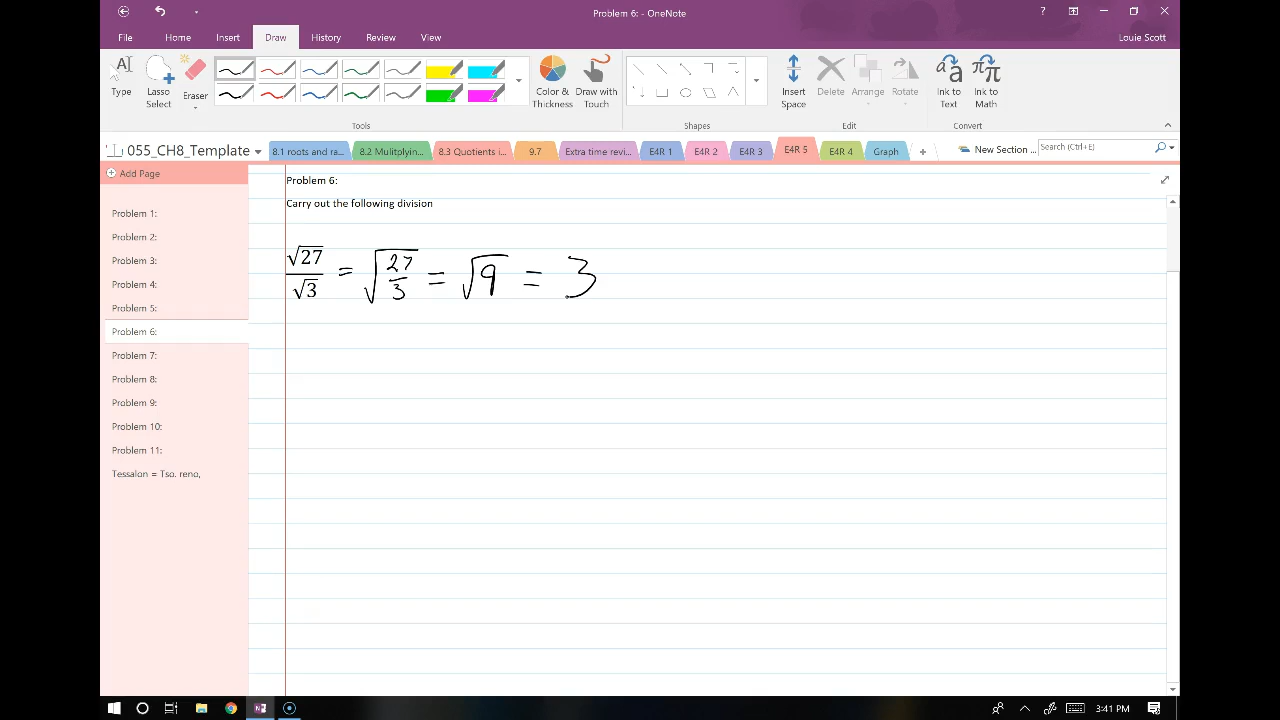 Problem 6: - OneNote
?
File Home Insert Draw History Review View
Louie Scott
Type
Lasso Select
Eraser
Color & Thickness
Draw with Touch
Insert Space
Delete
Arrange
Rotate
Ink to Text
Ink to Math
Tools
Shapes
Edit
Convert
055_CH8_Template
8.1 roots and ra...
8.2 Mulitplyin...
8.3 Quotients i...
9.7
Extra time revi...
E4R 1
E4R 2
E4R 3
E4R 5
E4R 4
Graph
+
New Section ...
Search (Ctrl+E)
Add Page
Problem 1:
Problem 2:
Problem 3:
Problem 4:
Problem 5:
Problem 6:
Problem 7:
Problem 8:
Problem 9:
Problem 10:
Problem 11:
Tessalon = Tso. reno,
Problem 6:
Carry out the following division
√27/√3 = √(27/3) = √9 = 3
3:41 PM